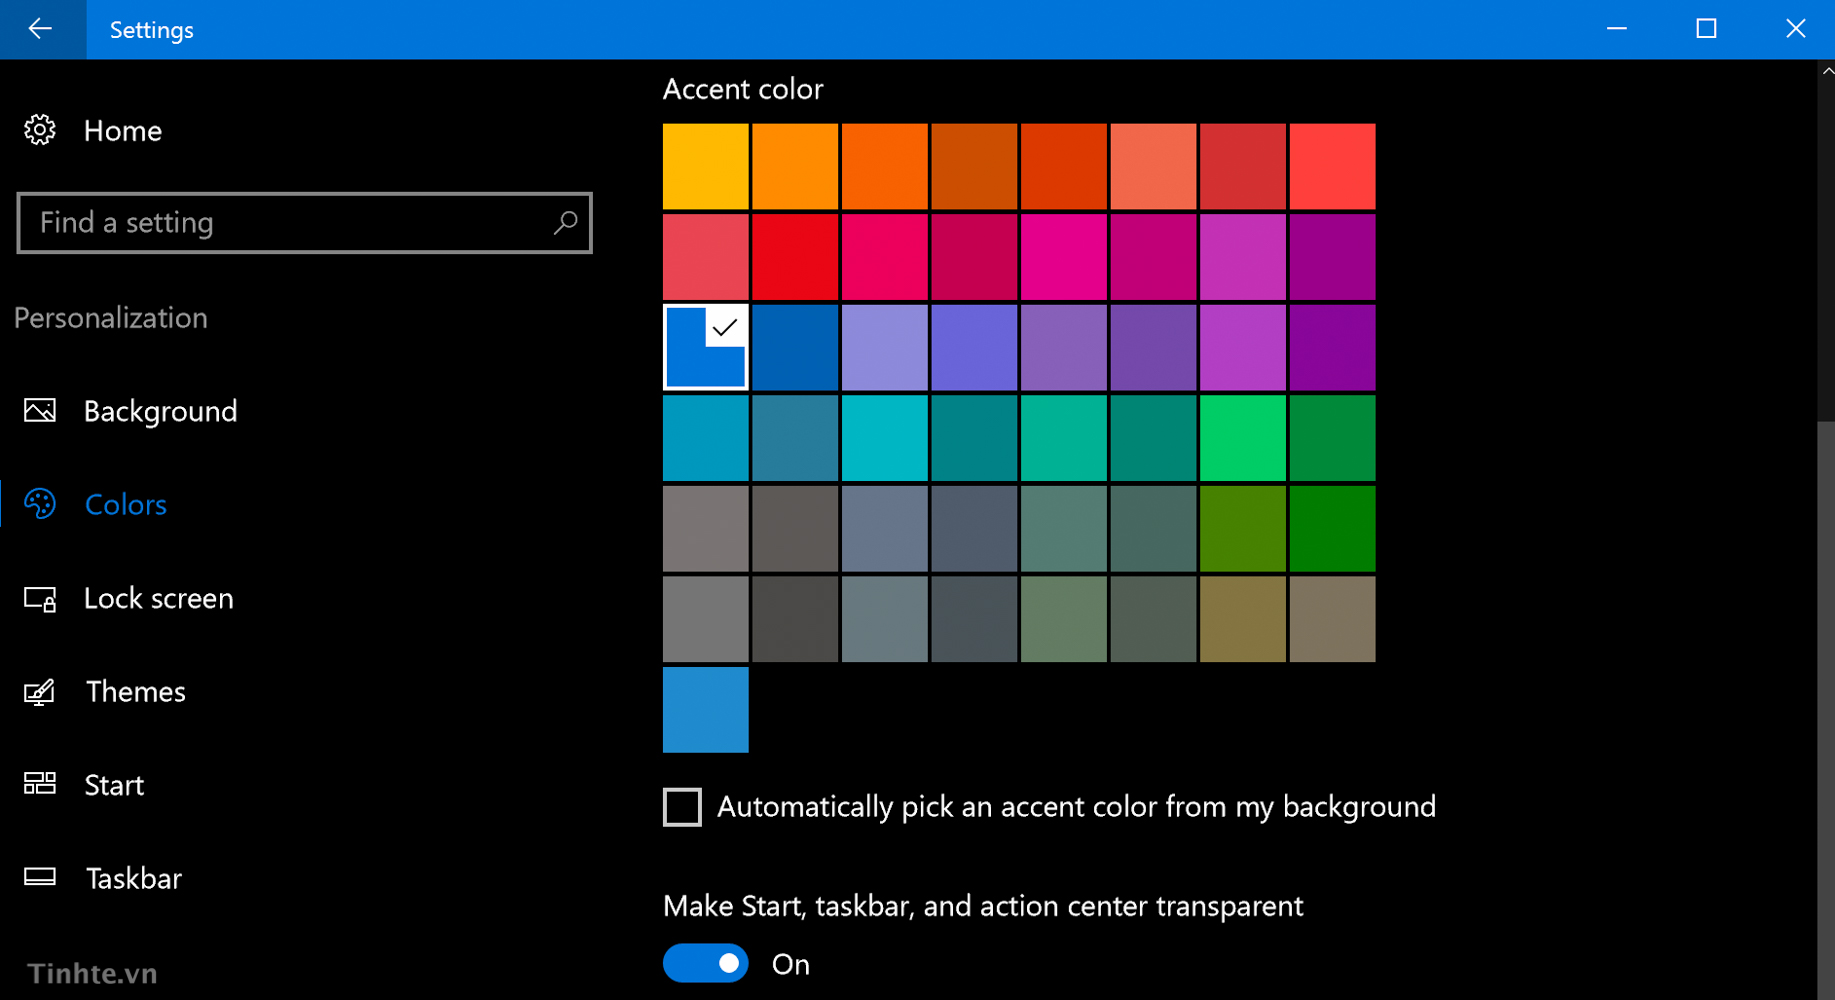 Settings
Home
Find a setting
Personalization
Background
Colors
Lock screen
Themes
Start
Taskbar
Tinhte.vn
Accent color
Automatically pick an accent color from my background
Make Start, taskbar, and action center transparent
On